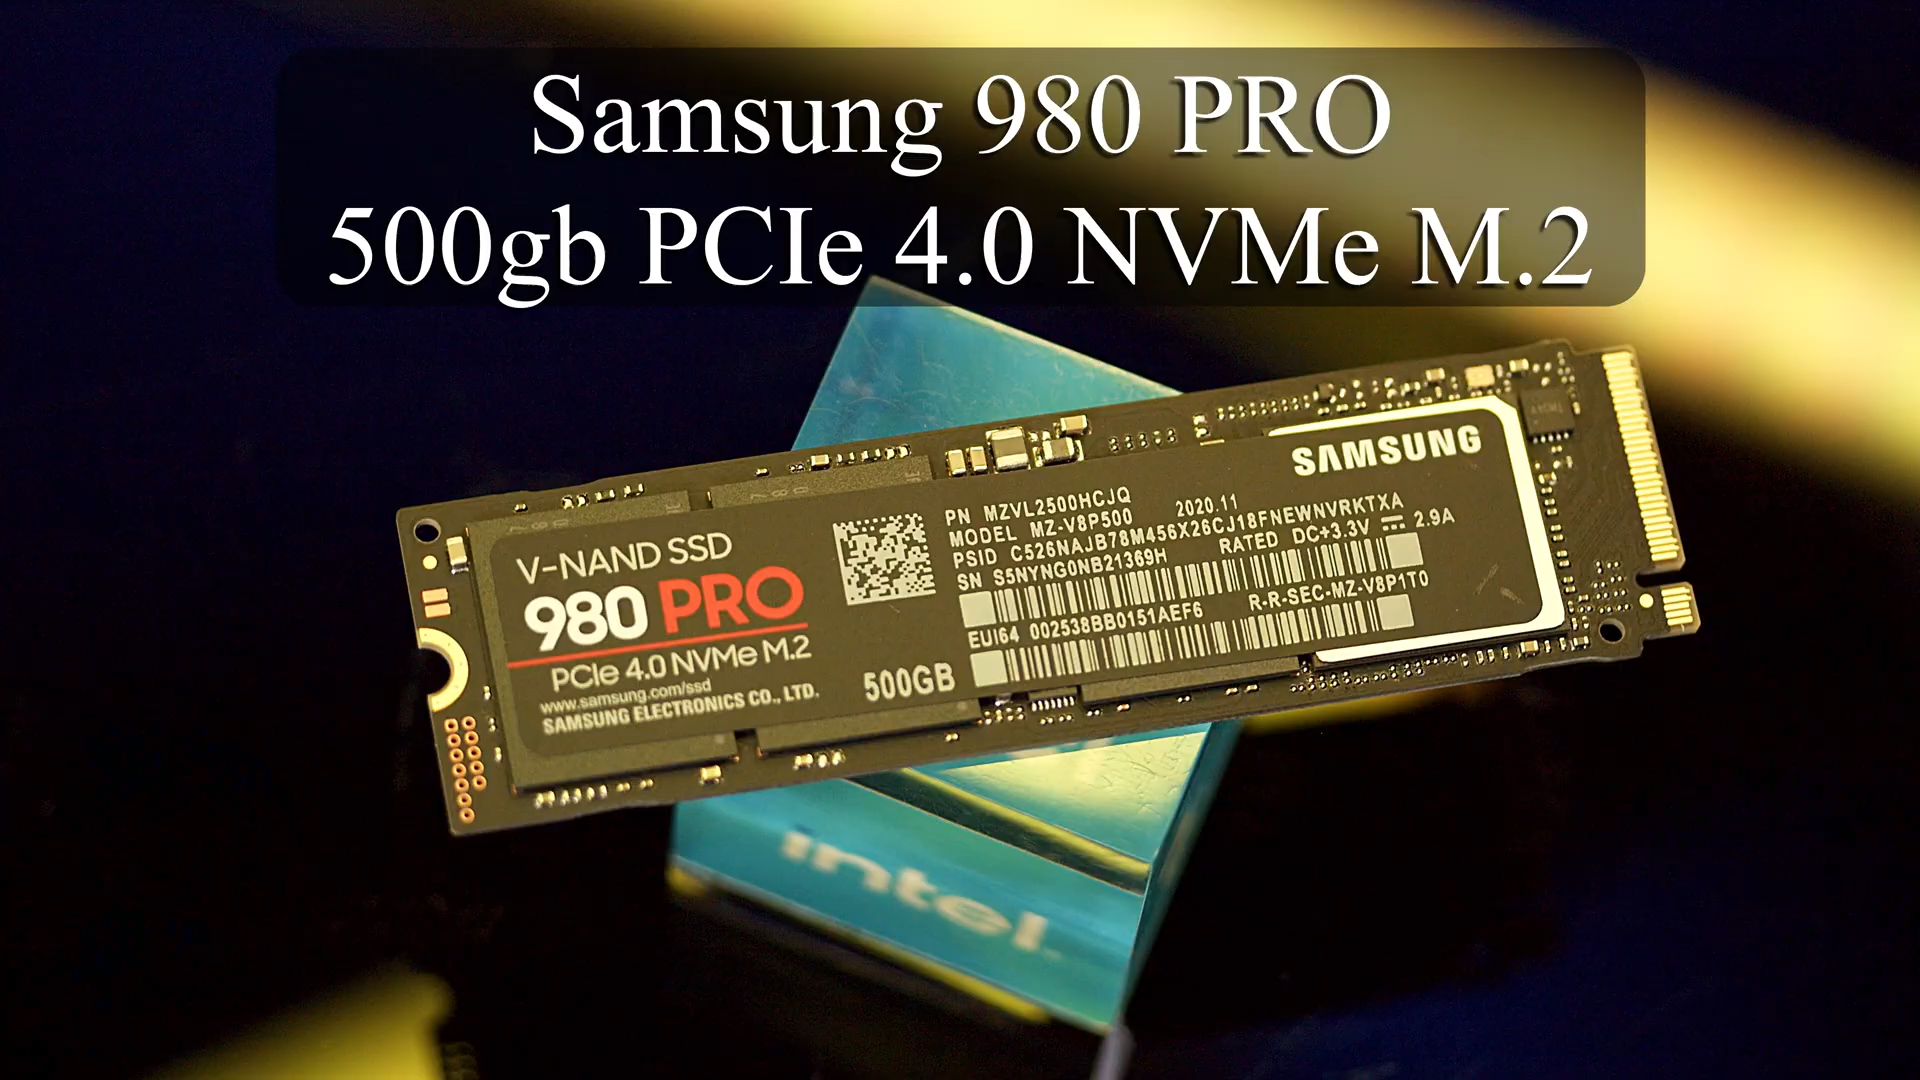 Samsung 980 PRO
500gb PCIe 4.0 NVMe M.2
SAMSUNG
V-NAND SSD
980 PRO
PCIe 4.0 NVMe M.2
www.samsung.com/ssd
SAMSUNG ELECTRONICS CO., LTD.
500GB
PN MZVL2500HCJQ
MODEL MZ-V8P500 2020.11
PSID C526NAJB78M456X26CJ18FNEWNVRKTXA
SN S5NYNG0NB21369H RATED DC+3.3V ⎓ 2.9A
EUI64 002538BB0151AEF6 R-R-SEC-MZ-V8P1T0
intel